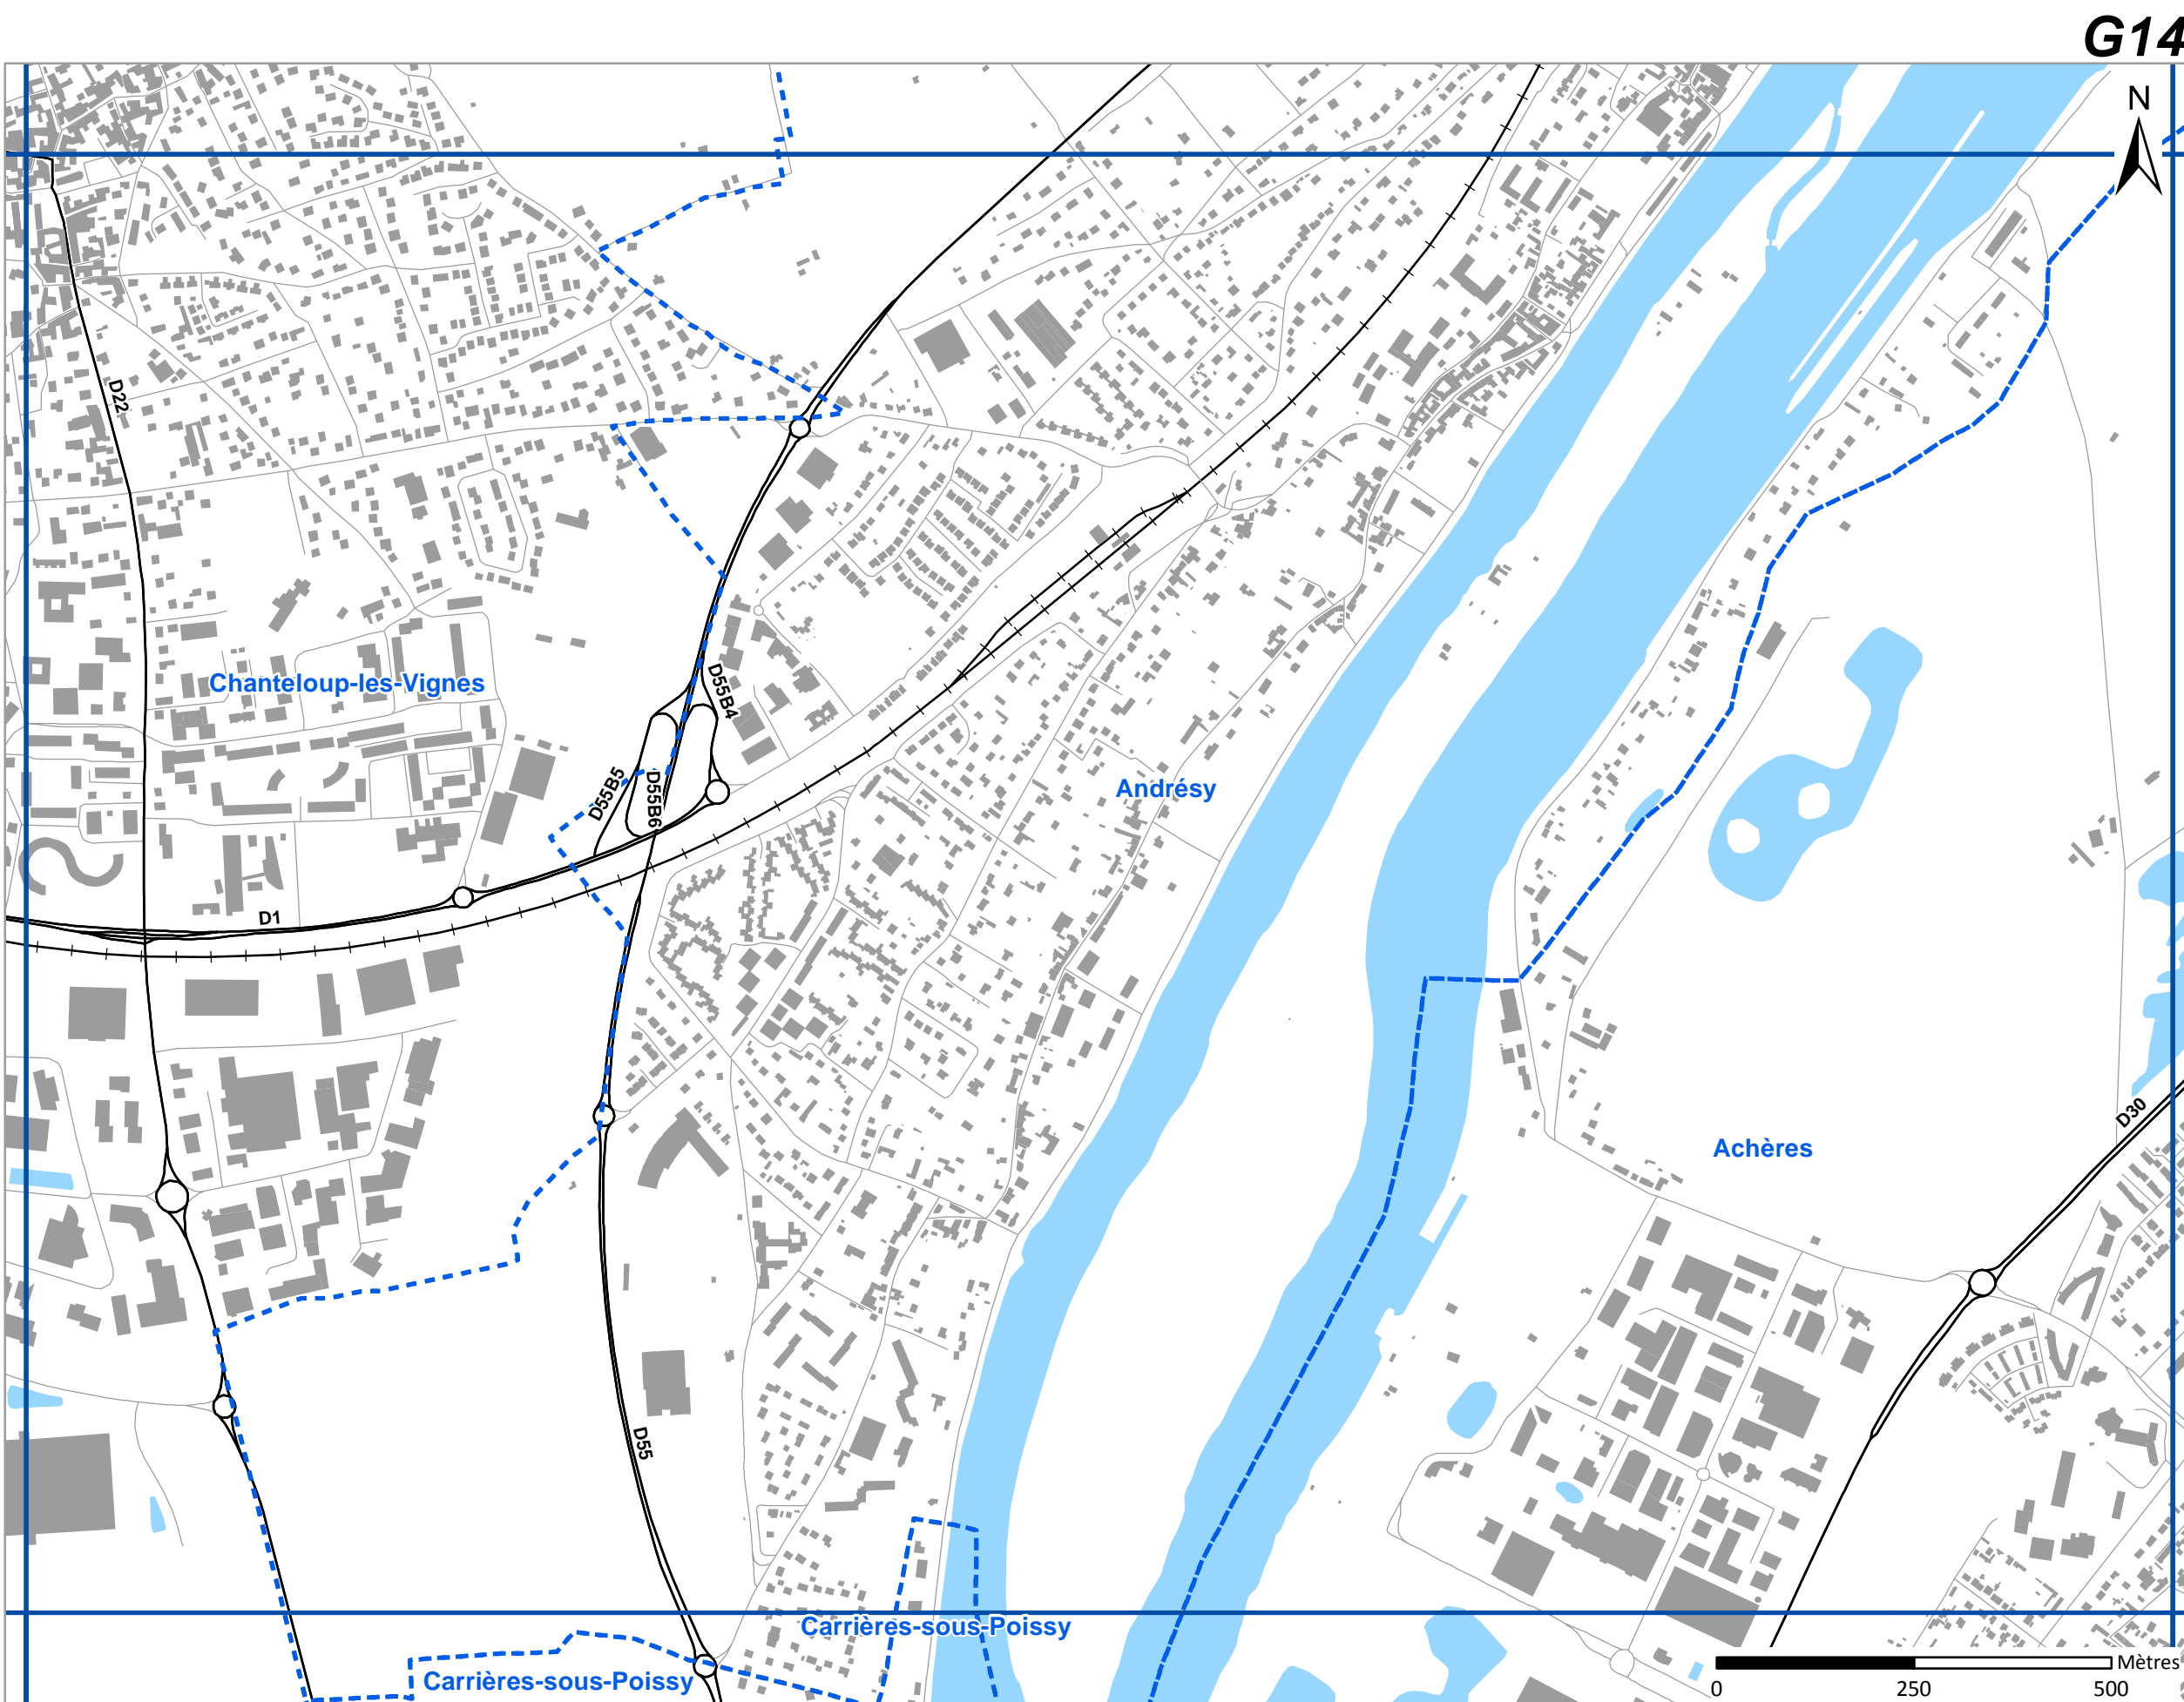 G14
N
D22
Chanteloup-les-Vignes
D55B4
D55B5
D55B6
Andrésy
D1
D30
Achères
D55
Carrières-sous-Poissy
Carrières-sous-Poissy
Mètres
0 250 500